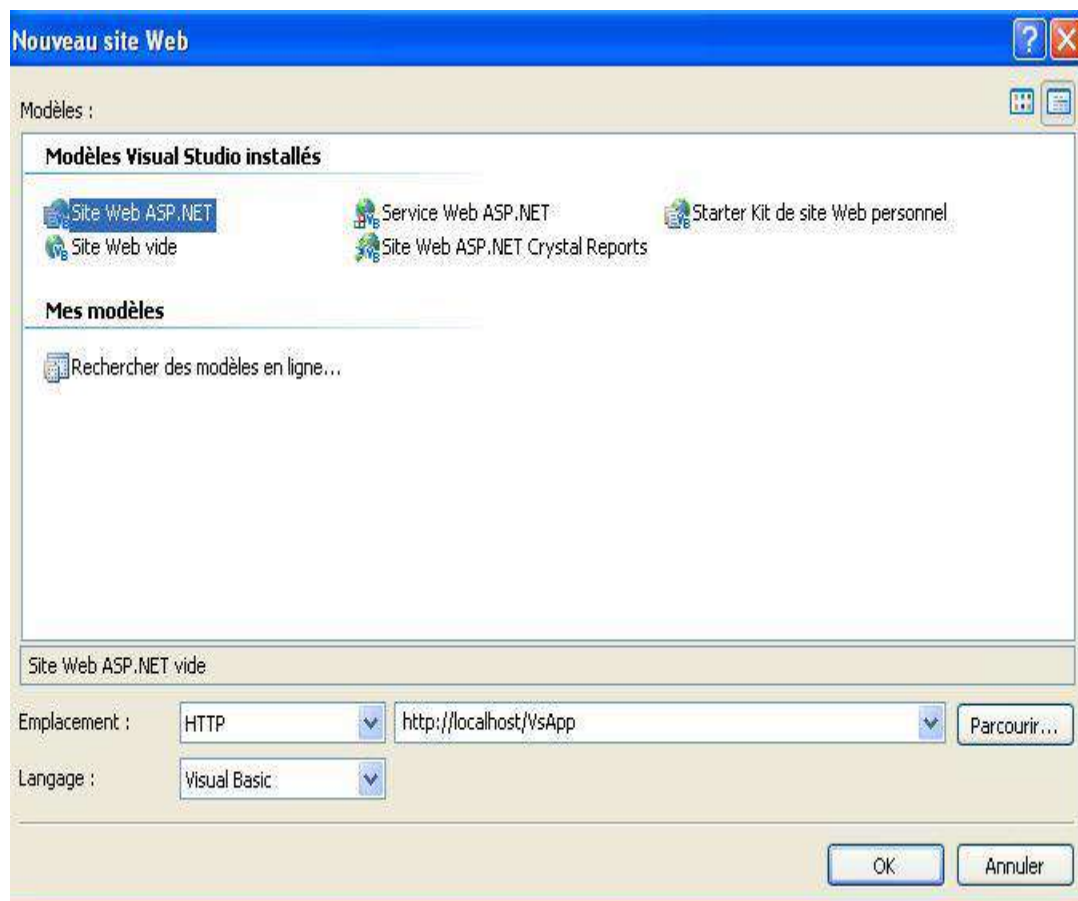 Nouveau site Web
Modèles :
Modèles Visual Studio installés
Site Web ASP.NET
Service Web ASP.NET
Starter Kit de site Web personnel
Site Web vide
Site Web ASP.NET Crystal Reports
Mes modèles
Rechercher des modèles en ligne...
Site Web ASP.NET vide
Emplacement :
HTTP
http://localhost/VsApp
Parcourir...
Langage :
Visual Basic
OK
Annuler